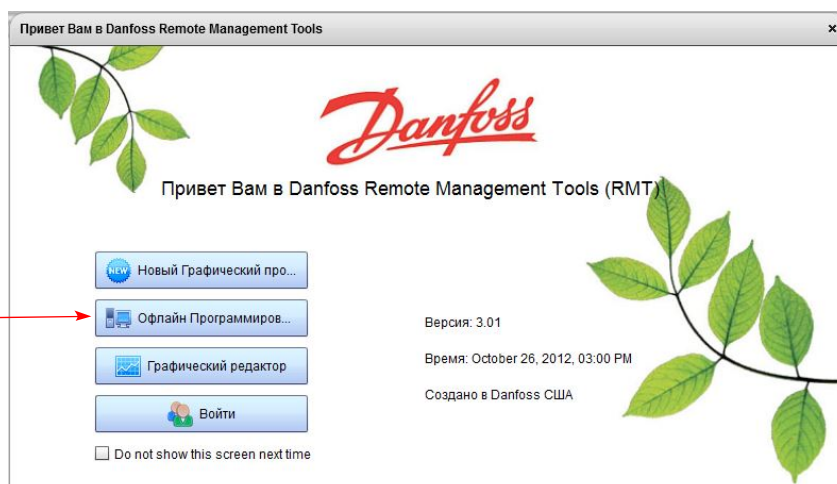 Привет Вам в Danfoss Remote Management Tools
Danfoss
Привет Вам в Danfoss Remote Management Tools (RMT)
NEW Новый Графический про...
Офлайн Программиров...
Графический редактор
Войти
Do not show this screen next time
Версия: 3.01
Время: October 26, 2012, 03:00 PM
Создано в Danfoss США